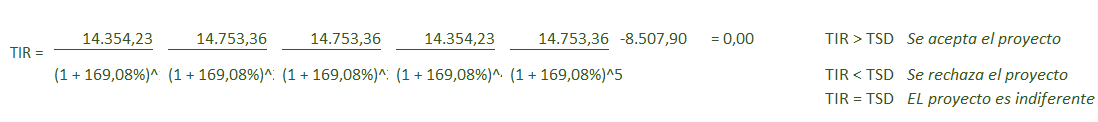 14.354,23 14.753,36 14.753,36 14.354,23 14.753,36 -8.507,90 = 0,00 TIR > TSD Se acepta el proyecto
TIR =
(1 + 169,08%)^ (1 + 169,08%)^ (1 + 169,08%)^ (1 + 169,08%)^ (1 + 169,08%)^5 TIR < TSD Se rechaza el proyecto
TIR = TSD EL proyecto es indiferente